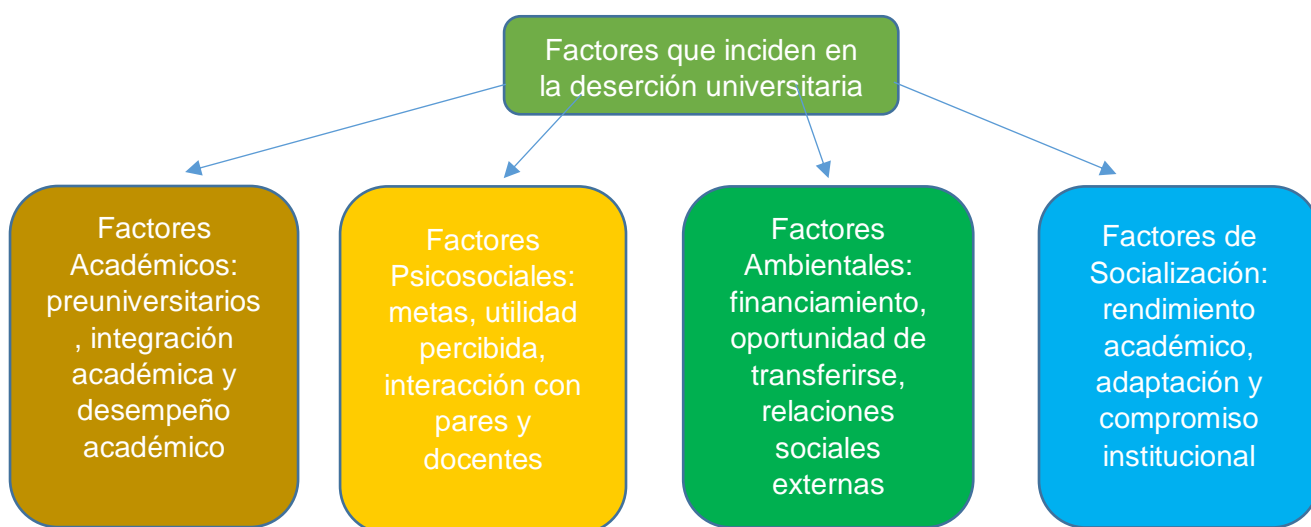 Factores que inciden en
la deserción universitaria
Factores
Académicos:
preuniversitarios
, integración
académica y
desempeño
académico
Factores
Psicosociales:
metas, utilidad
percibida,
interacción con
pares y
docentes
Factores
Ambientales:
financiamiento,
oportunidad de
transferirse,
relaciones
sociales
externas
Factores de
Socialización:
rendimiento
académico,
adaptación y
compromiso
institucional